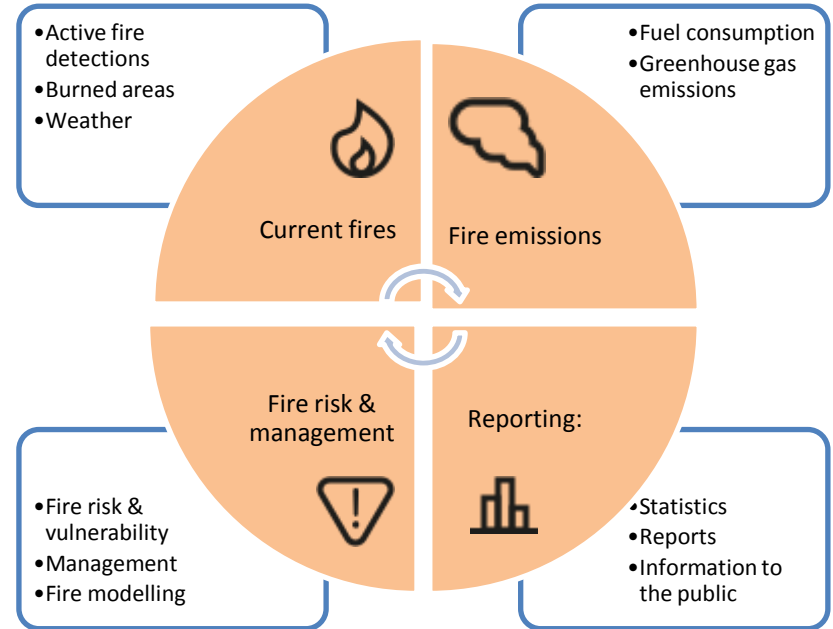 •Active fire
detections
•Burned areas
•Weather
•Fuel consumption
•Greenhouse gas
emissions
Current fires
Fire emissions
Fire risk &
management
Reporting:
•Fire risk &
vulnerability
•Management
•Fire modelling
•Statistics
•Reports
•Information to
the public